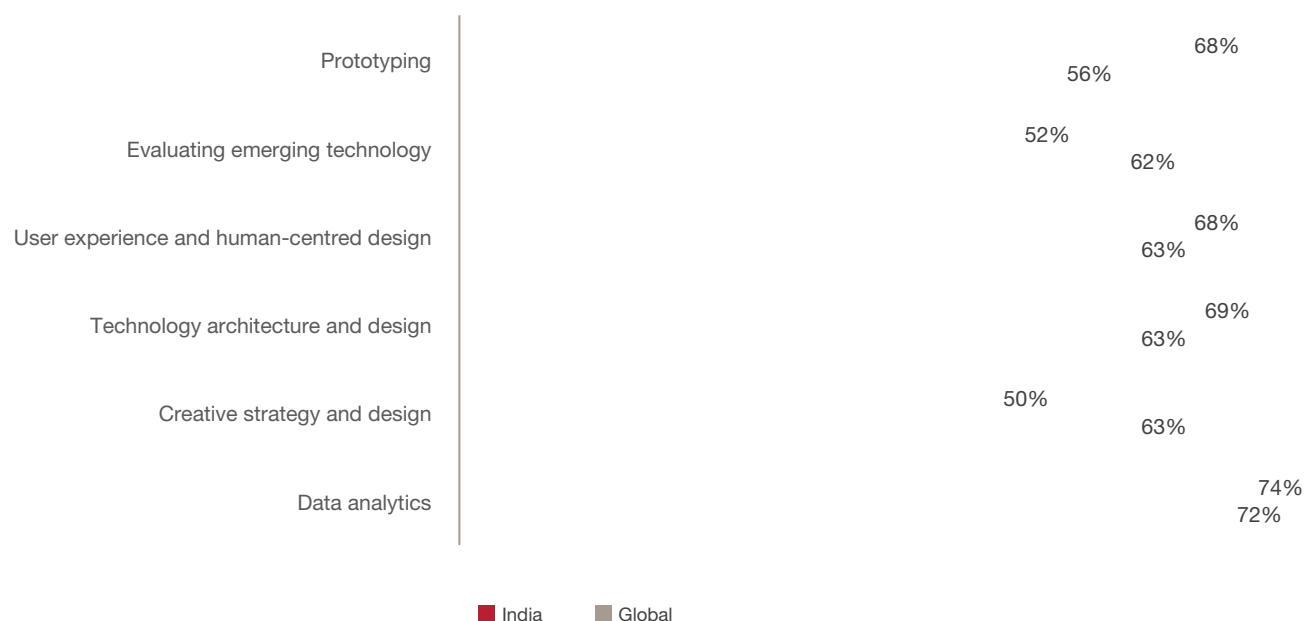 Prototyping
68%
56%
Evaluating emerging technology
52%
62%
User experience and human-centred design
68%
63%
Technology architecture and design
69%
63%
Creative strategy and design
50%
63%
Data analytics
74%
72%
India
Global